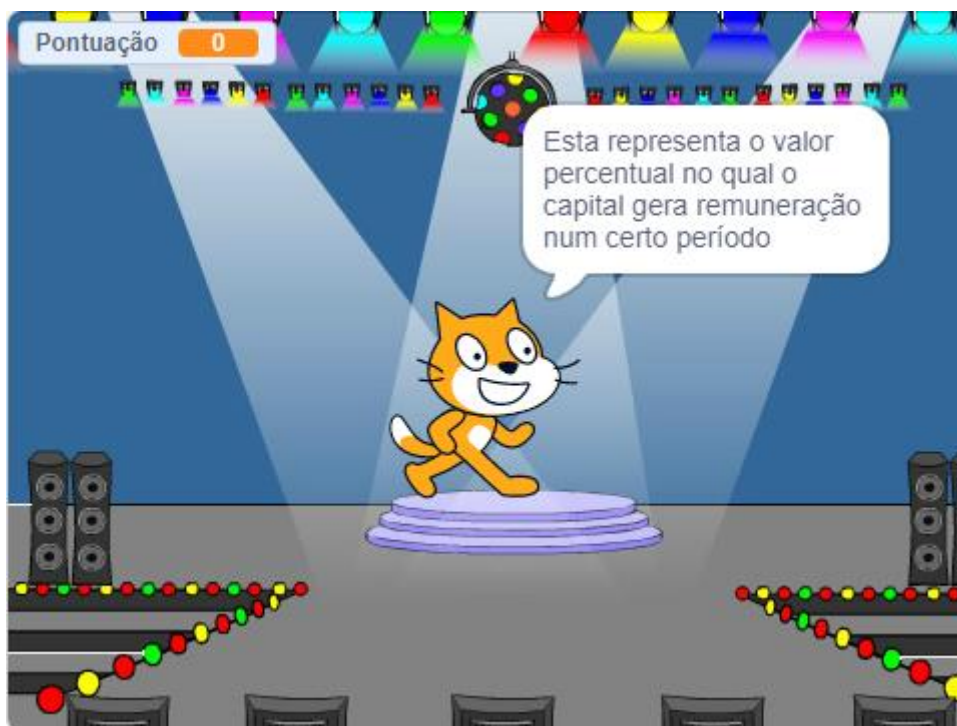 Pontuação 0
Esta representa o valor
percentual no qual o
capital gera remuneração
num certo período